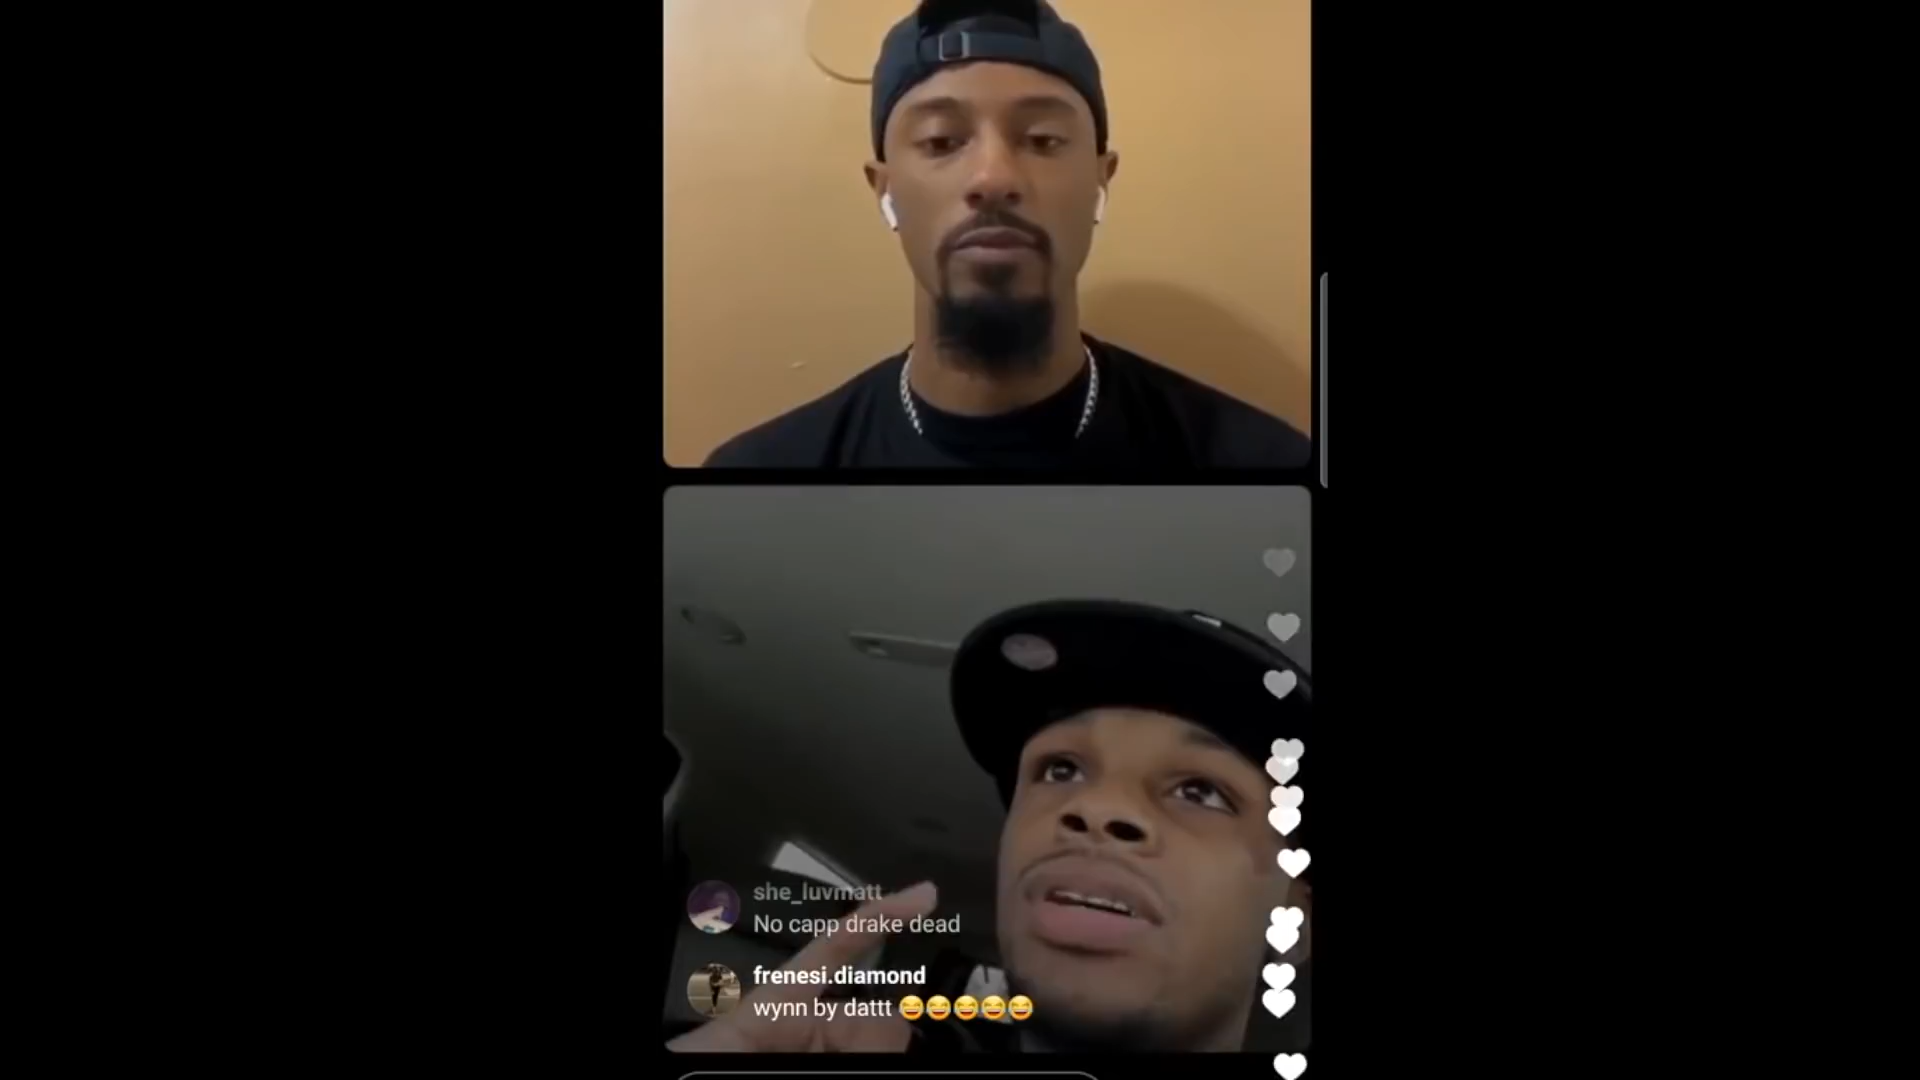 she_luvmatt
No capp drake dead
frenesi.diamond
wynn by dattt 😂😂😂😂😂